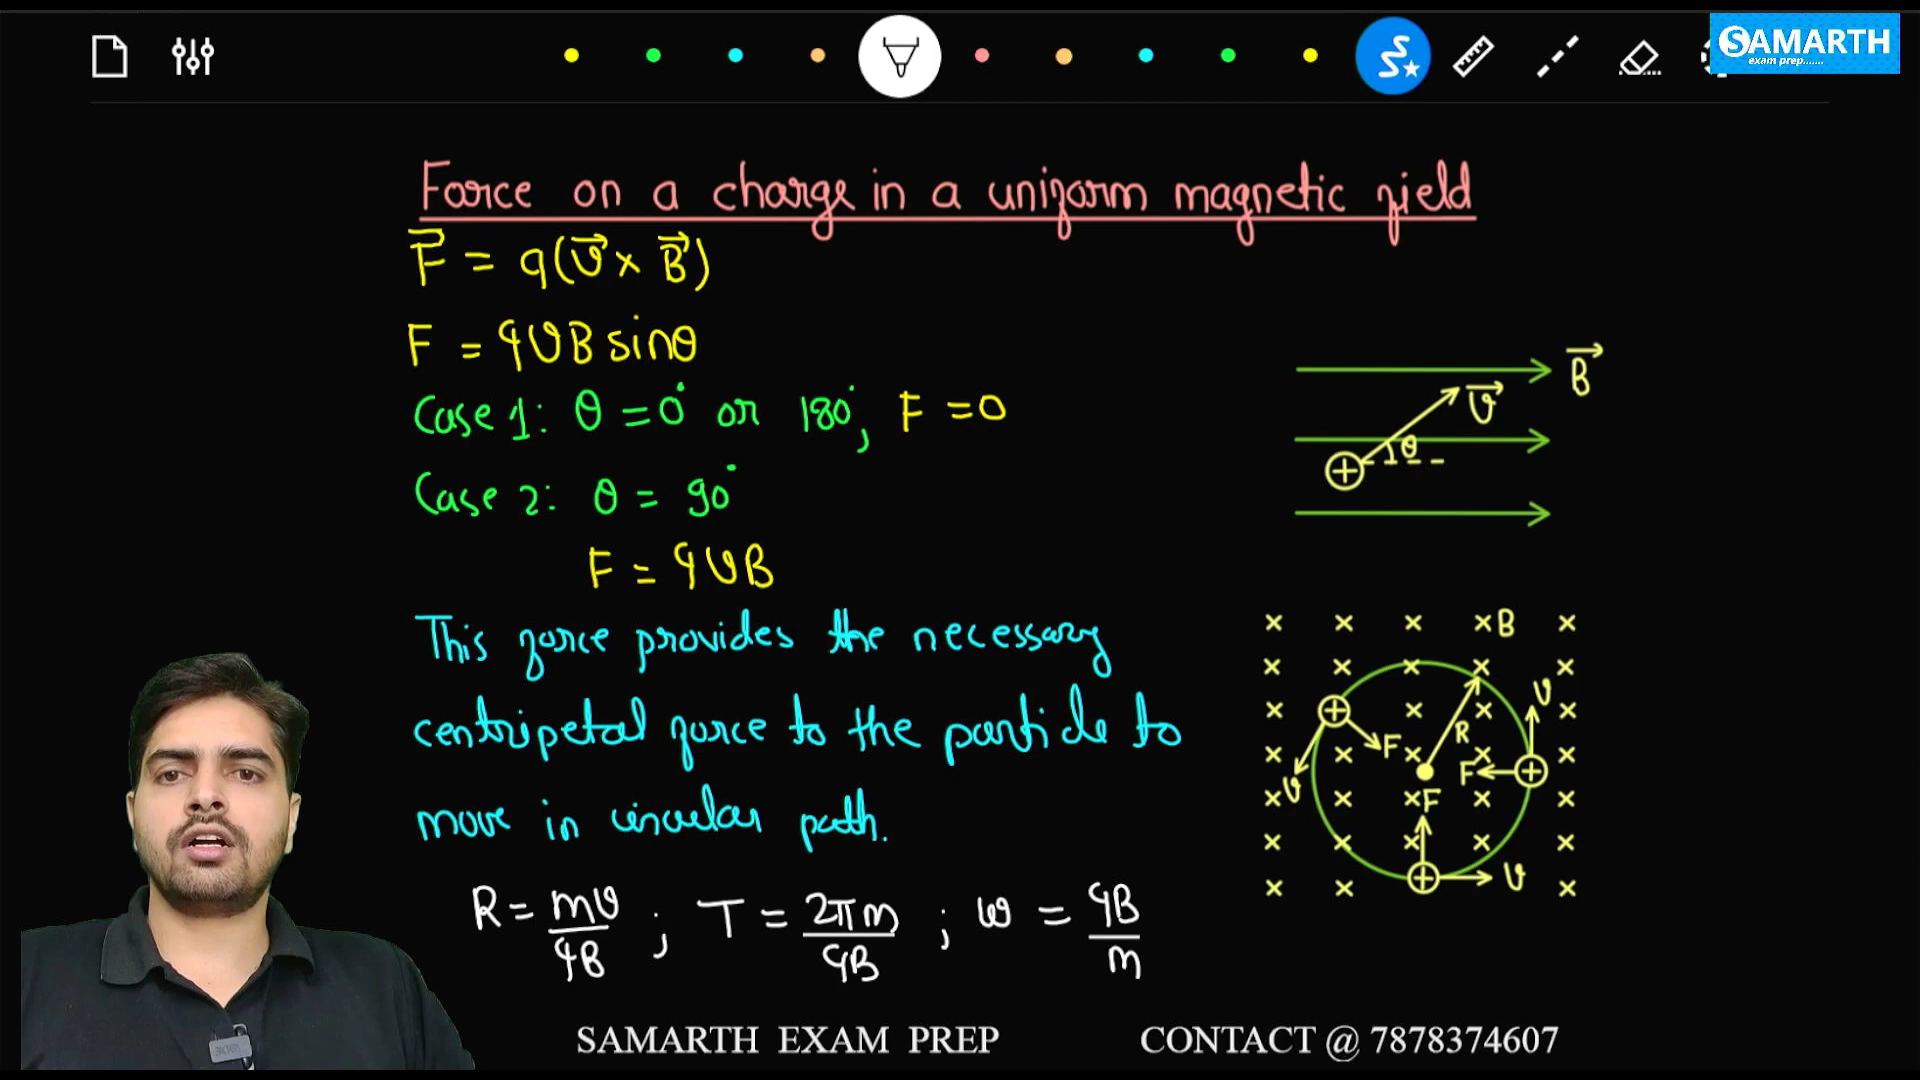 SAMARTH
exam prep.......
Force on a charge in a uniform magnetic field
F⃗ = q(v⃗ × B⃗)
F = qvB sinθ
Case 1: θ = 0° or 180°, F = 0
Case 2: θ = 90°
F = qvB
This force provides the necessary
centripetal force to the particle to
move in circular path.
R = mv/qB ; T = 2πm/qB ; ω = qB/m
B⃗
v⃗
θ
B
v
R
F
F
v
F
v
SAMARTH EXAM PREP CONTACT @ 7878374607